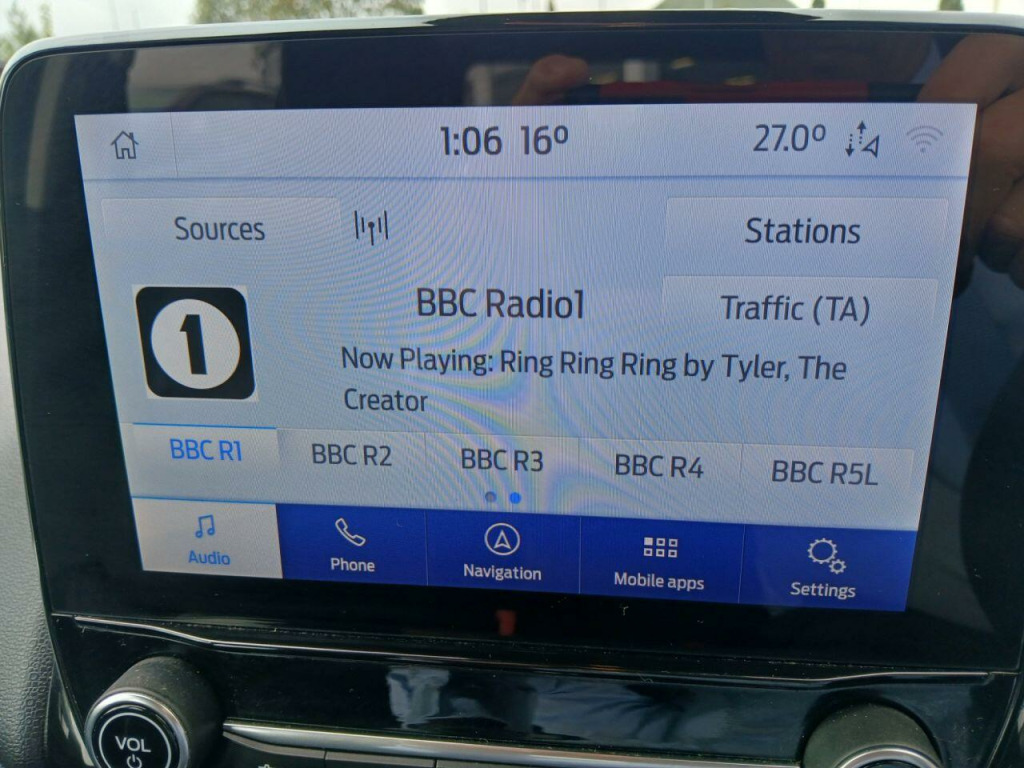 1:06 16º 27.0º
Sources Stations
1 BBC Radio1 Traffic (TA)
Now Playing: Ring Ring Ring by Tyler, The
Creator
BBC R1 BBC R2 BBC R3 BBC R4 BBC R5L
Audio Phone Navigation Mobile apps Settings
VOL